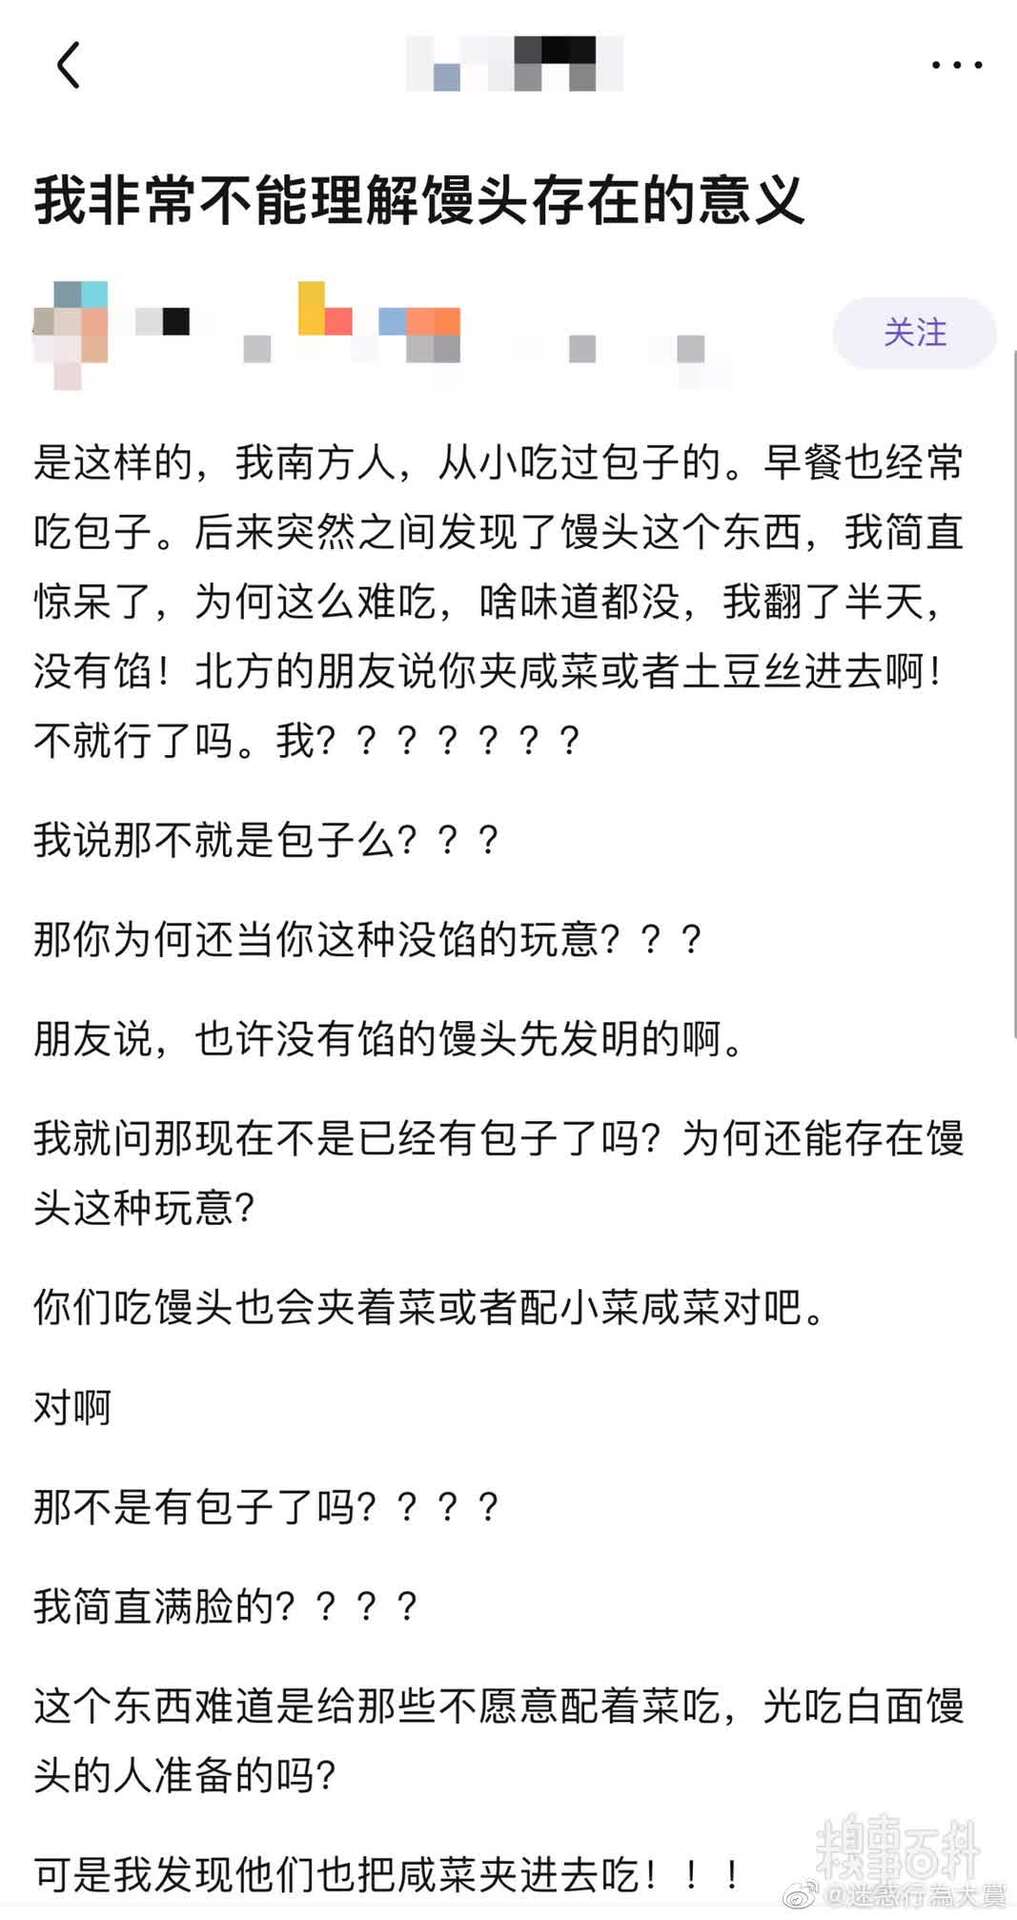 我非常不能理解馒头存在的意义
关注
是这样的，我南方人，从小吃过包子的。早餐也经常
吃包子。后来突然之间发现了馒头这个东西，我简直
惊呆了，为何这么难吃，啥味道都没，我翻了半天，
没有馅！北方的朋友说你夹咸菜或者土豆丝进去啊！
不就行了吗。我？？？？？？？
我说那不就是包子么？？？
那你为何还当你这种没馅的玩意？？？
朋友说，也许没有馅的馒头先发明的啊。
我就问那现在不是已经有包子了吗？为何还能存在馒
头这种玩意？
你们吃馒头也会夹着菜或者配小菜咸菜对吧。
对啊
那不是有包子了吗？？？？
我简直满脸的？？？？
这个东西难道是给那些不愿意配着菜吃，光吃白面馒
头的人准备的吗？
可是我发现他们也把咸菜夹进去吃！！！
糗事百科
@迷惑行為大賞